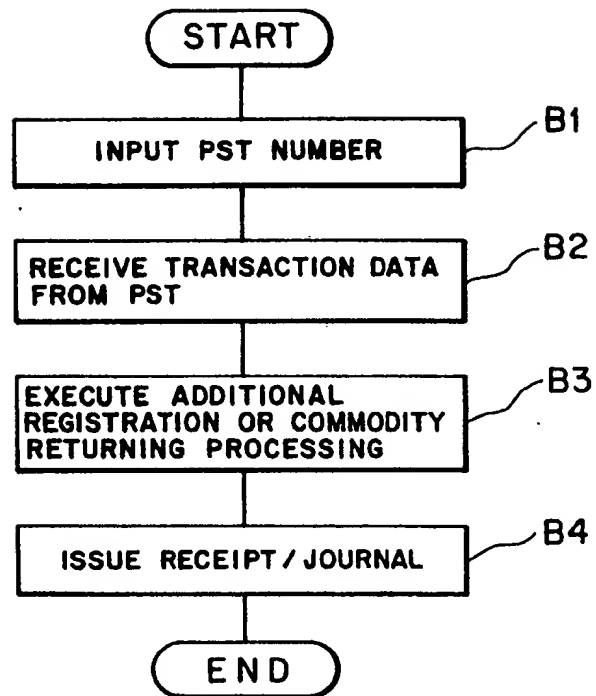 START
B1
INPUT PST NUMBER
B2
RECEIVE TRANSACTION DATA
FROM PST
B3
EXECUTE ADDITIONAL
REGISTRATION OR COMMODITY
RETURNING PROCESSING
B4
ISSUE RECEIPT / JOURNAL
END